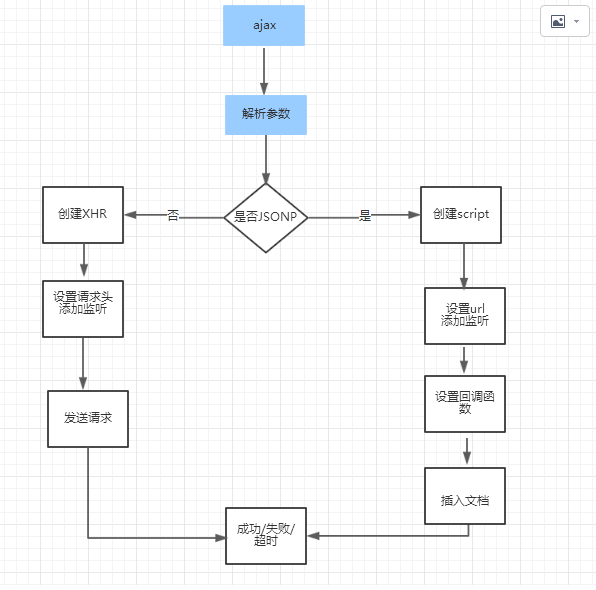 ajax
解析参数
创建XHR
否
是否JSONP
是
创建script
设置请求头
添加监听
设置url
添加监听
发送请求
设置回调函
数
插入文档
成功/失败/
超时